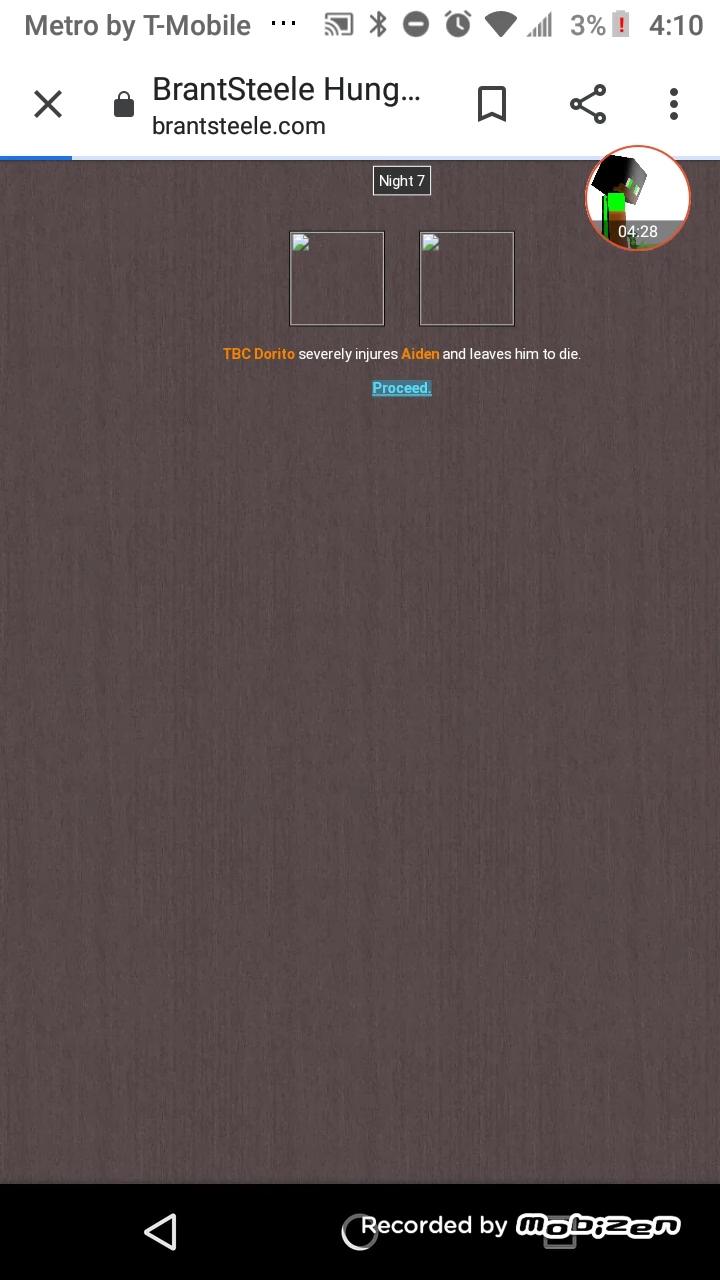 Metro by T-Mobile ... 3% 4:10
BrantSteele Hung...
brantsteele.com
Night 7
04:28
TBC Dorito severely injures Aiden and leaves him to die.
Proceed.
Recorded by mobizen